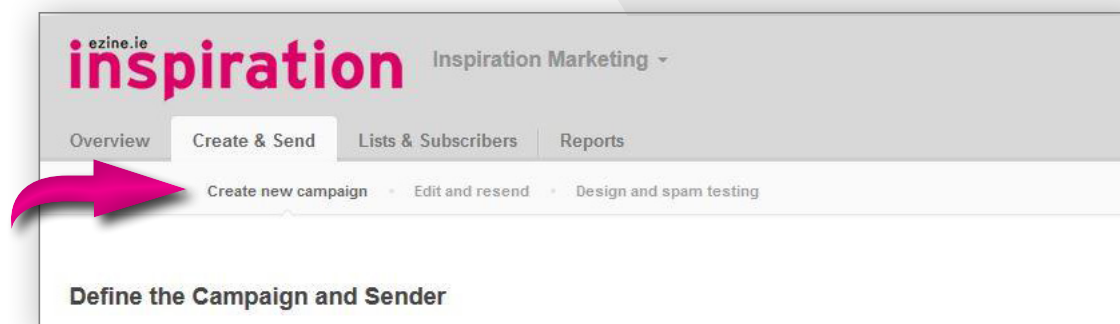 ezine.ie
inspiration
Inspiration Marketing
Overview Create & Send Lists & Subscribers Reports
Create new campaign Edit and resend Design and spam testing
Define the Campaign and Sender